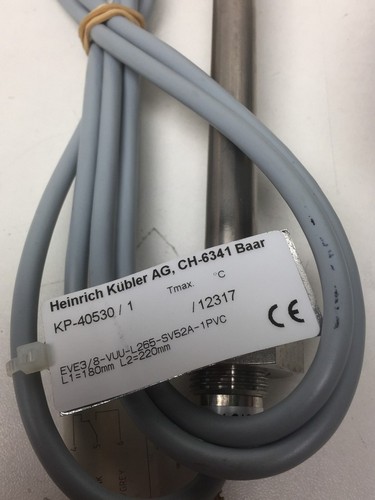 Heinrich Kübler AG, CH-6341 Baar
Tmax. °C
KP-40530 / 1 / 12317
EVE3/8-VUU-L265-SV52A-1PVC
L1=180mm L2=220mm
CE